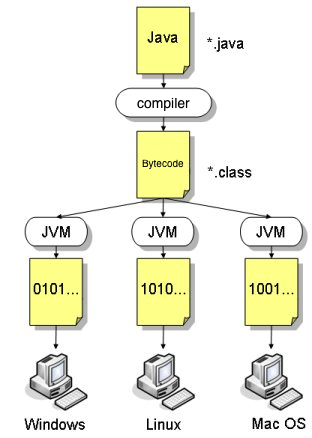 Java
*.java
compiler
Bytecode
*.class
JVM
JVM
JVM
0101...
1010...
1001...
Windows
Linux
Mac OS